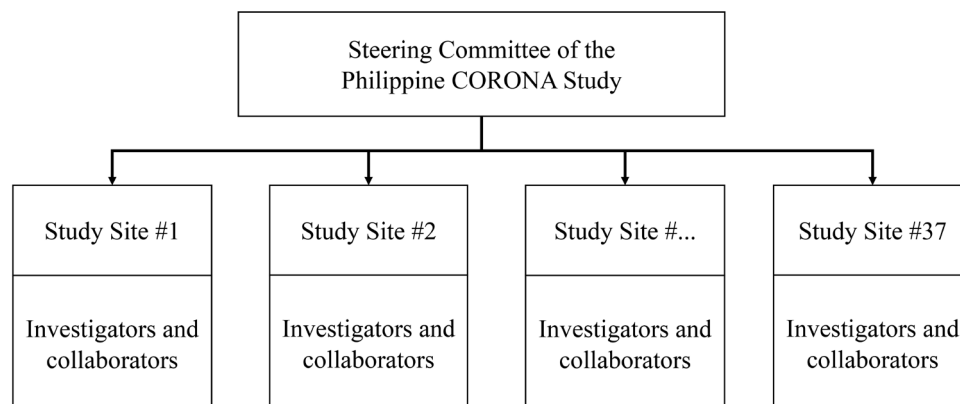 Steering Committee of the
Philippine CORONA Study
Study Site #1
Study Site #2
Study Site #...
Study Site #37
Investigators and
collaborators
Investigators and
collaborators
Investigators and
collaborators
Investigators and
collaborators